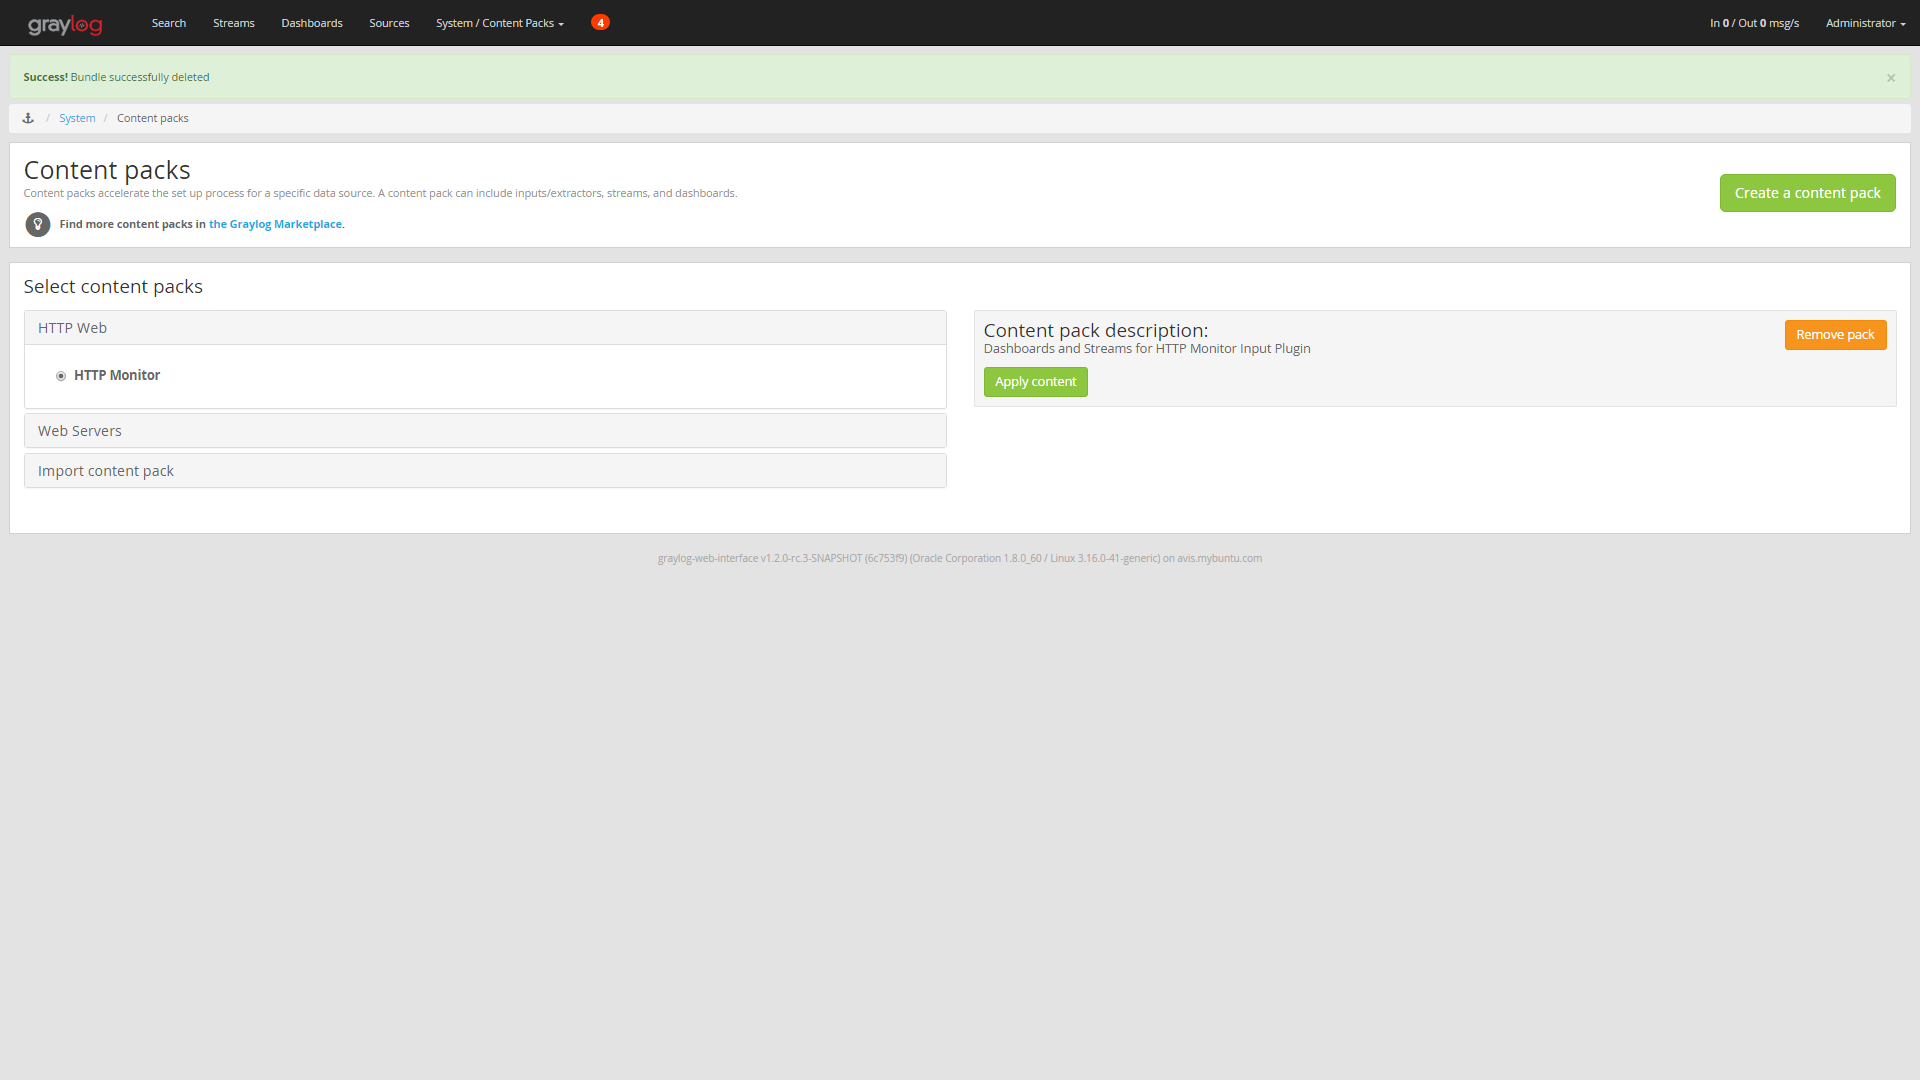 graylog Search Streams Dashboards Sources System / Content Packs 4 In 0 / Out 0 msg/s Administrator
Success! Bundle successfully deleted ×
/ System / Content packs
Content packs
Content packs accelerate the set up process for a specific data source. A content pack can include inputs/extractors, streams, and dashboards.
Create a content pack
Find more content packs in the Graylog Marketplace.
Select content packs
HTTP Web
HTTP Monitor
Web Servers
Import content pack
Content pack description:
Remove pack
Dashboards and Streams for HTTP Monitor Input Plugin
Apply content
graylog-web-interface v1.2.0-rc.3-SNAPSHOT (6c753f9) (Oracle Corporation 1.8.0_60 / Linux 3.16.0-41-generic) on avis.mybuntu.com